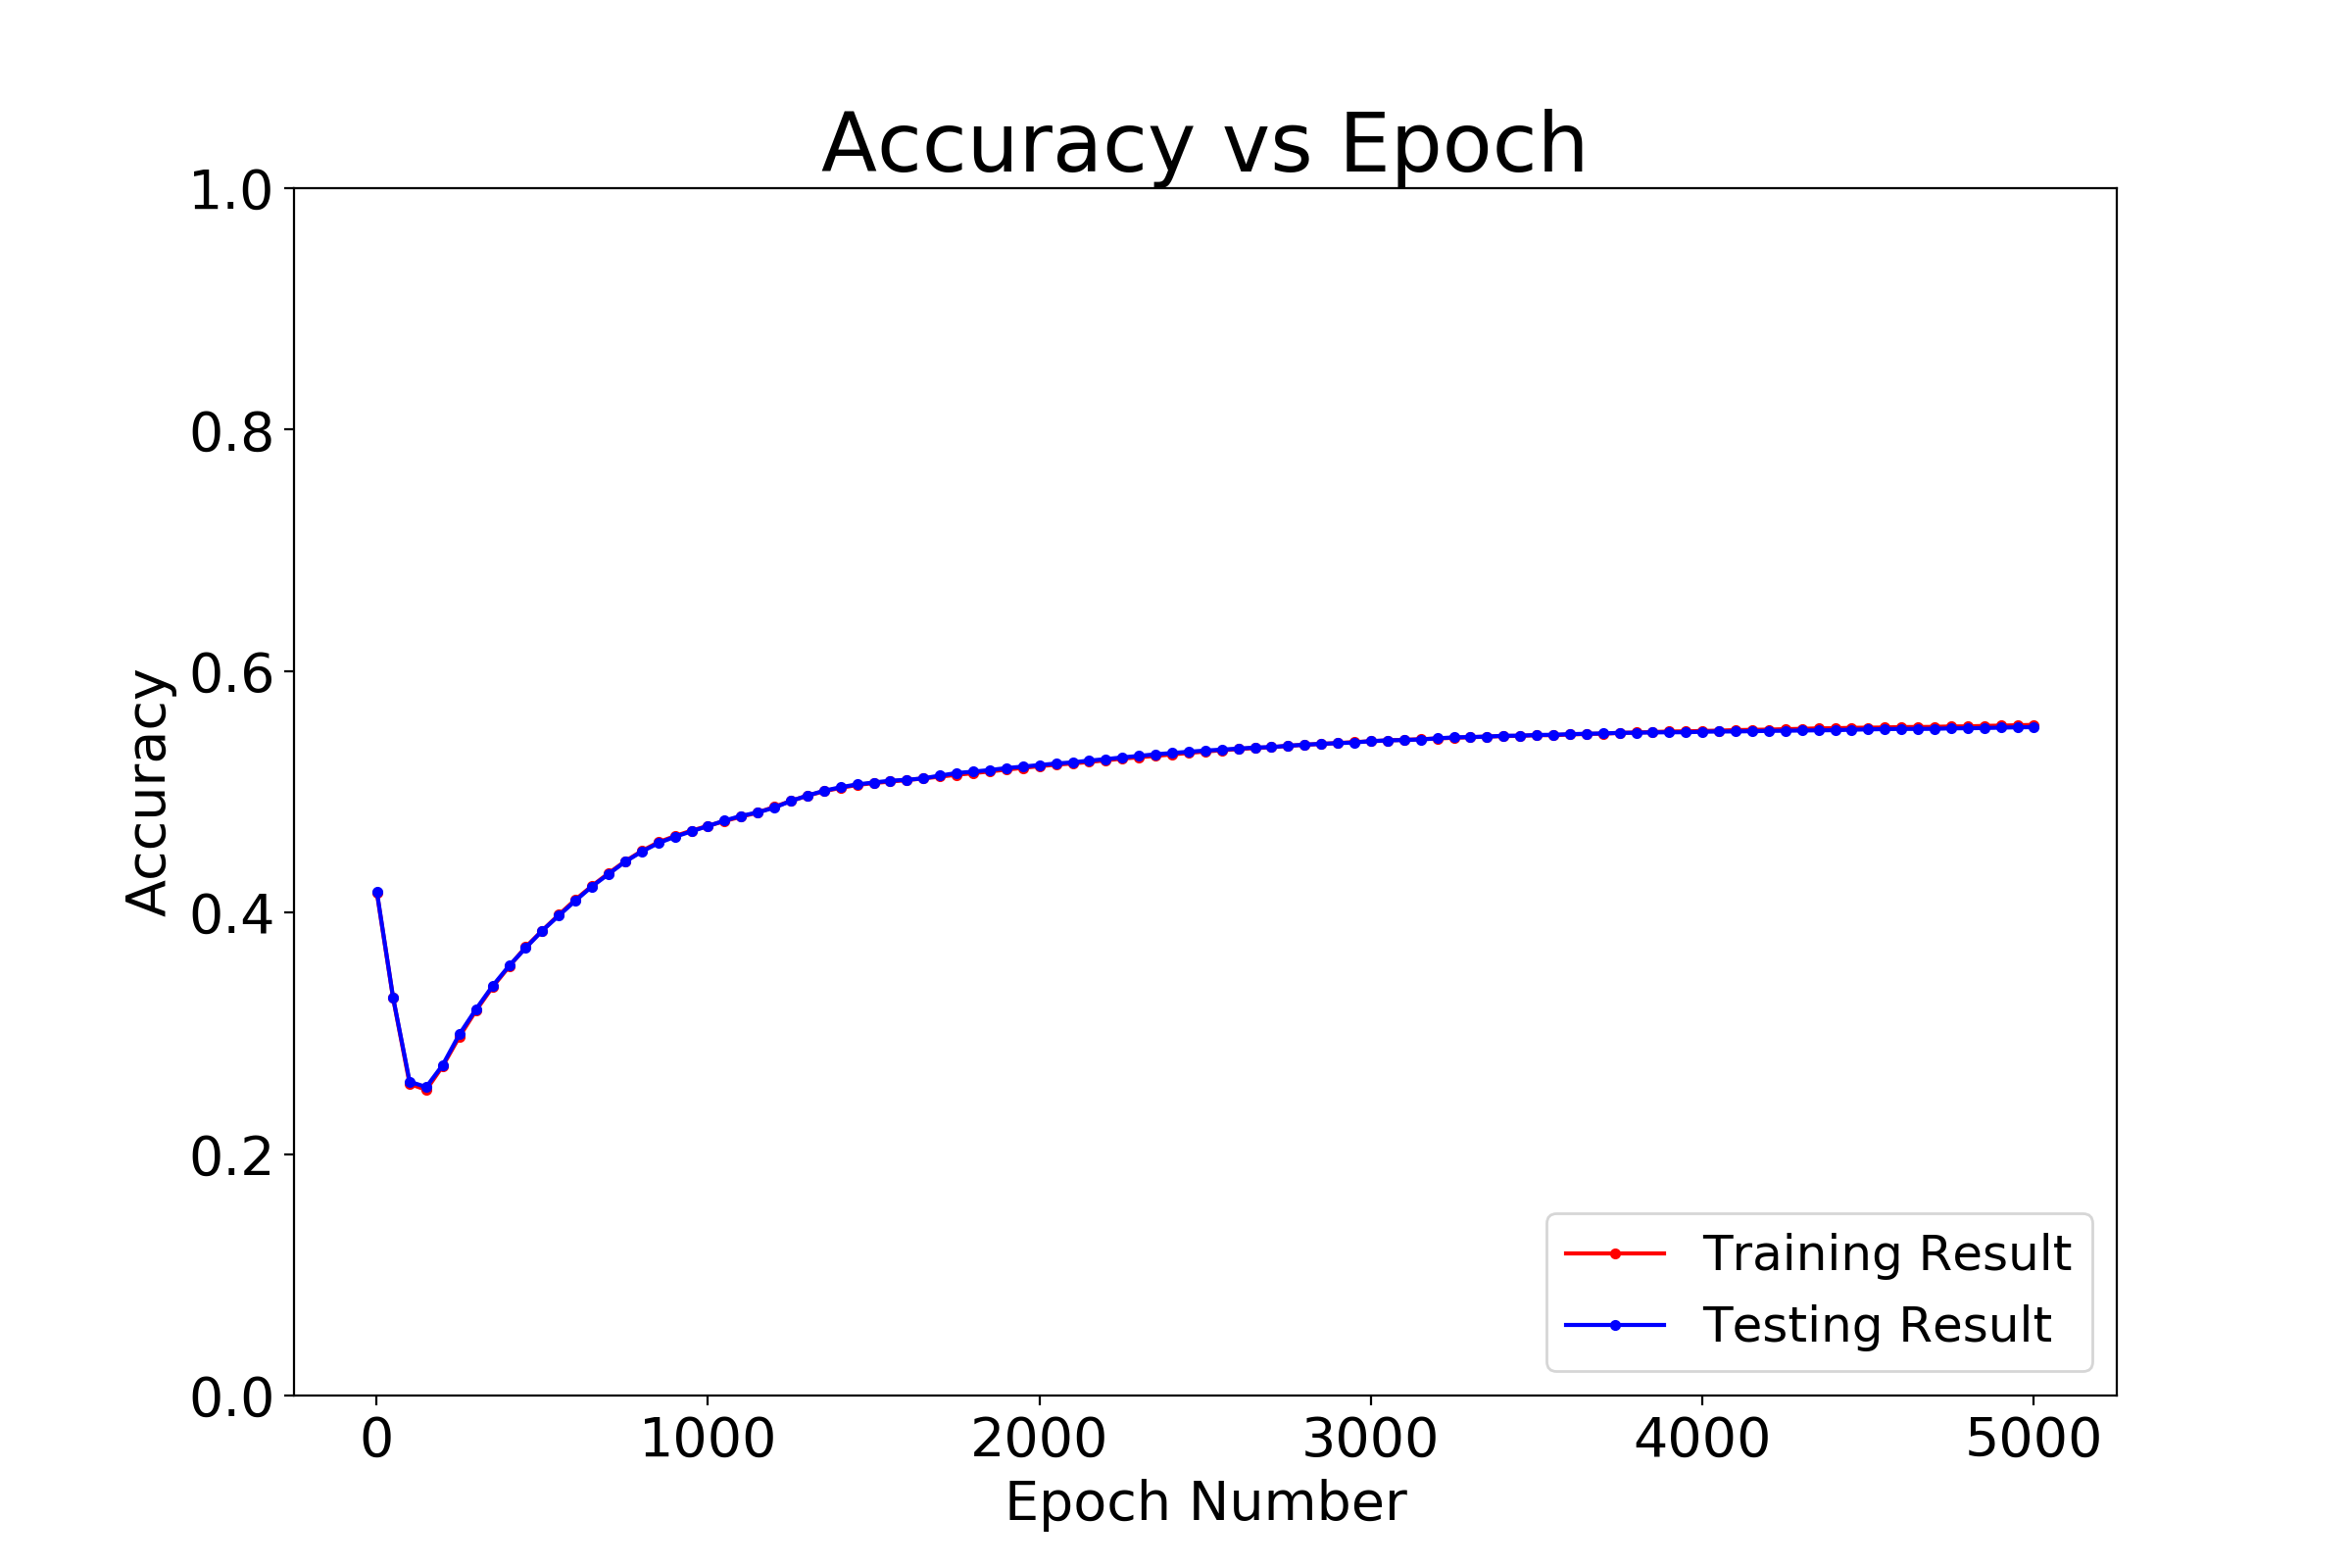 Accuracy vs Epoch
1.0
0.8
0.6
0.4
0.2
0.0
Accuracy
0 1000 2000 3000 4000 5000
Epoch Number
Training Result
Testing Result